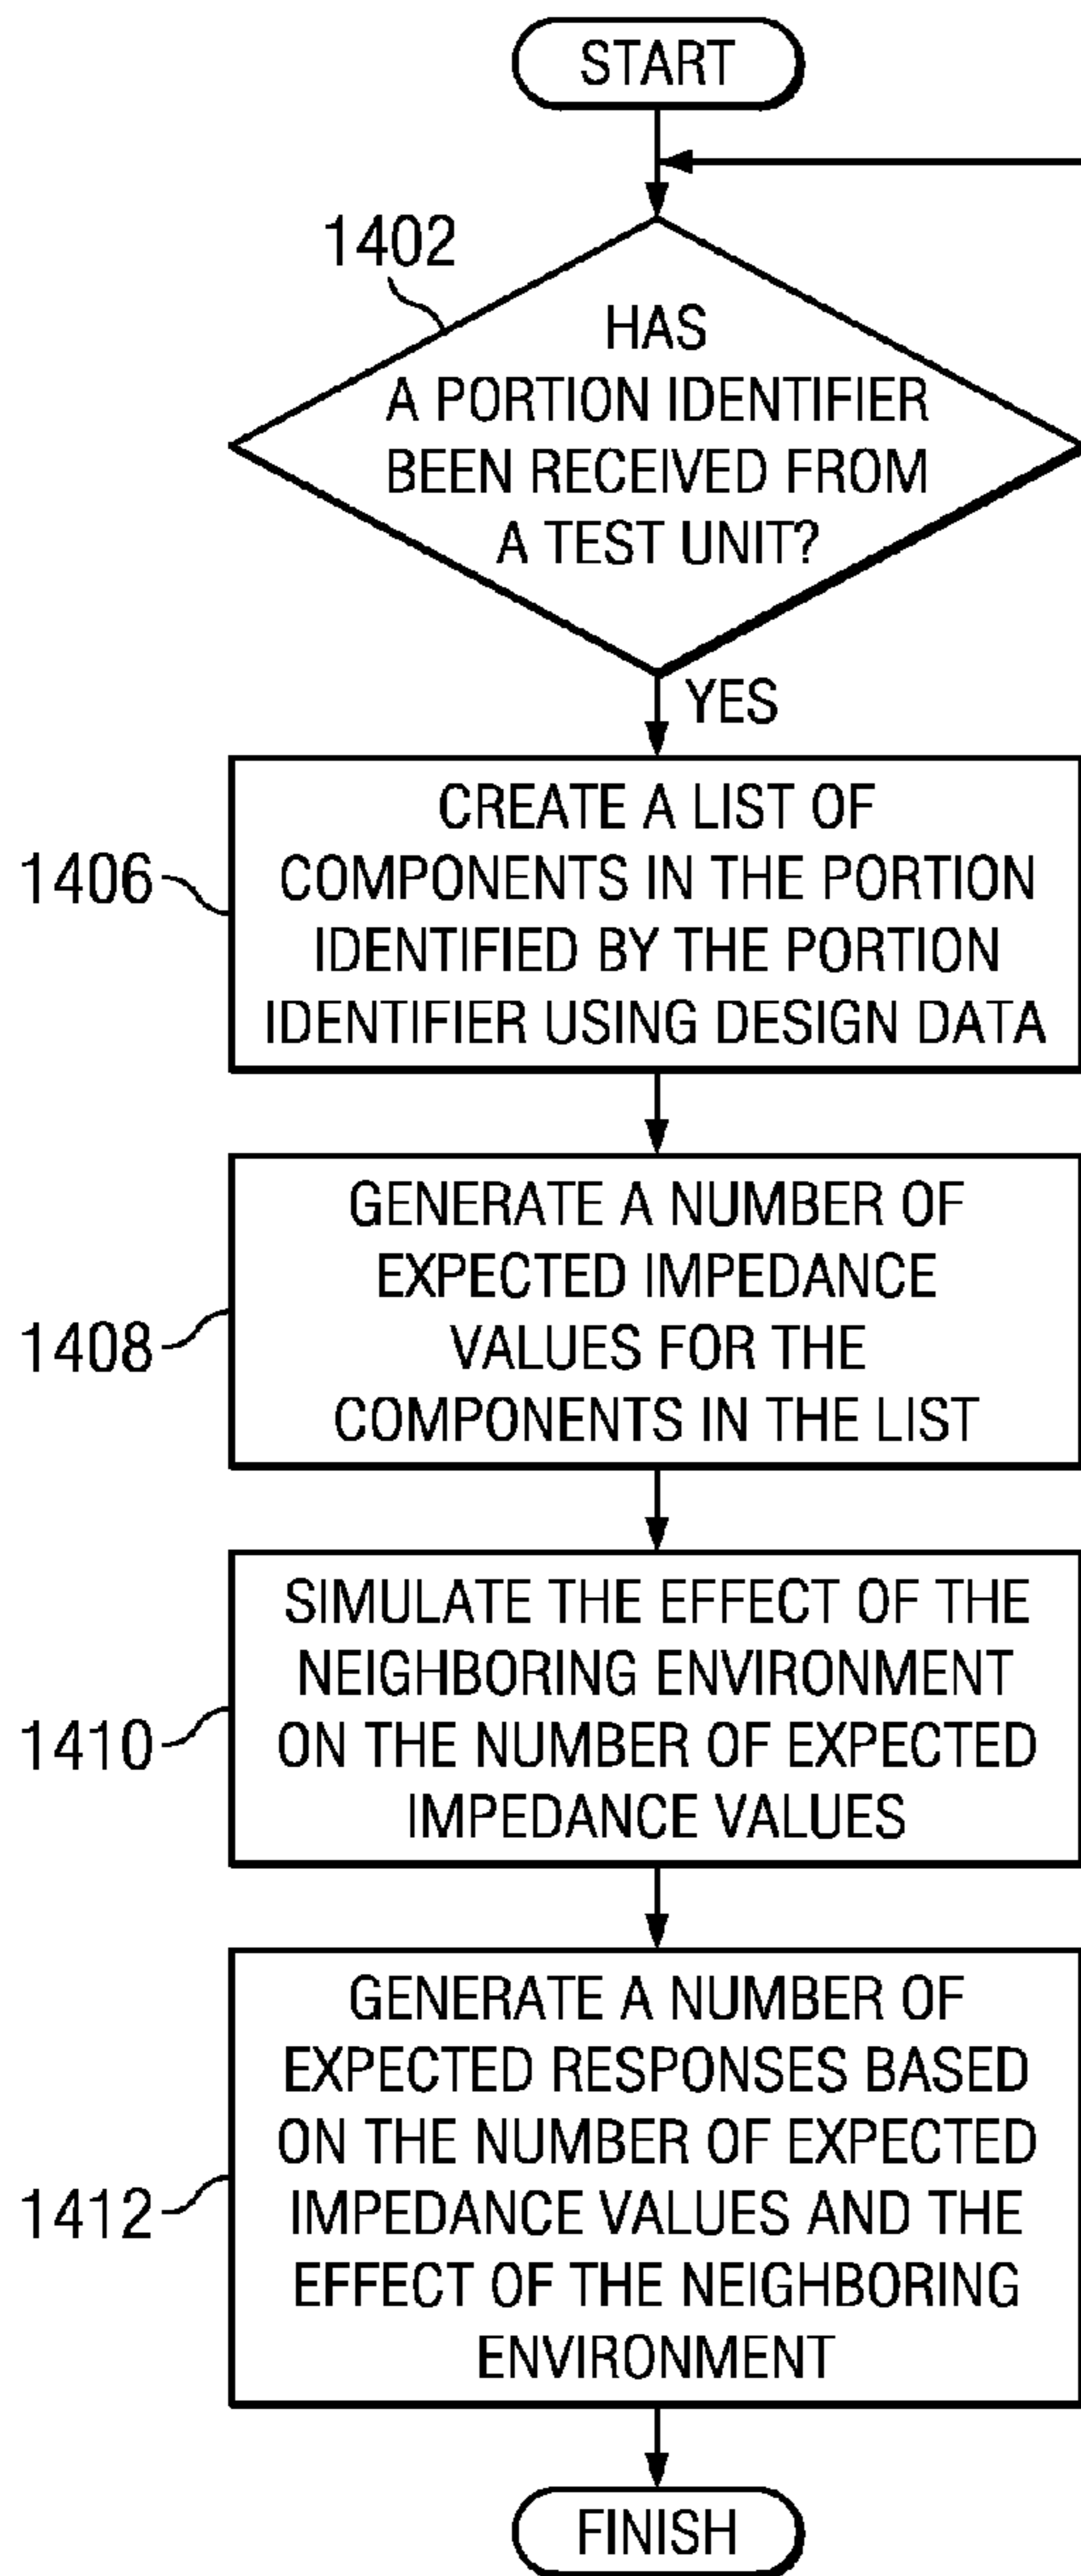 START
1402
HAS
A PORTION IDENTIFIER
BEEN RECEIVED FROM
A TEST UNIT?
YES
1406
CREATE A LIST OF
COMPONENTS IN THE PORTION
IDENTIFIED BY THE PORTION
IDENTIFIER USING DESIGN DATA
1408
GENERATE A NUMBER OF
EXPECTED IMPEDANCE
VALUES FOR THE
COMPONENTS IN THE LIST
1410
SIMULATE THE EFFECT OF THE
NEIGHBORING ENVIRONMENT
ON THE NUMBER OF EXPECTED
IMPEDANCE VALUES
1412
GENERATE A NUMBER OF
EXPECTED RESPONSES BASED
ON THE NUMBER OF EXPECTED
IMPEDANCE VALUES AND THE
EFFECT OF THE NEIGHBORING
ENVIRONMENT
FINISH